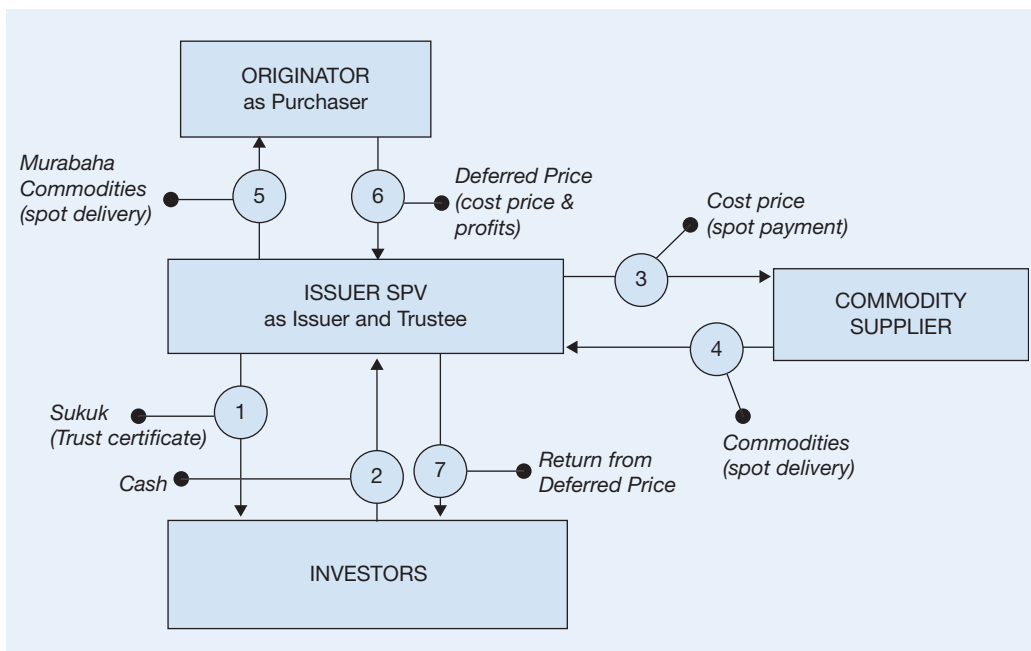 ORIGINATOR
as Purchaser
Murabaha
Commodities
(spot delivery)
5
6
Deferred Price
(cost price &
profits)
Cost price
(spot payment)
3
ISSUER SPV
as Issuer and Trustee
COMMODITY
SUPPLIER
4
Commodities
(spot delivery)
Sukuk
(Trust certificate)
1
Cash
2
7
Return from
Deferred Price
INVESTORS